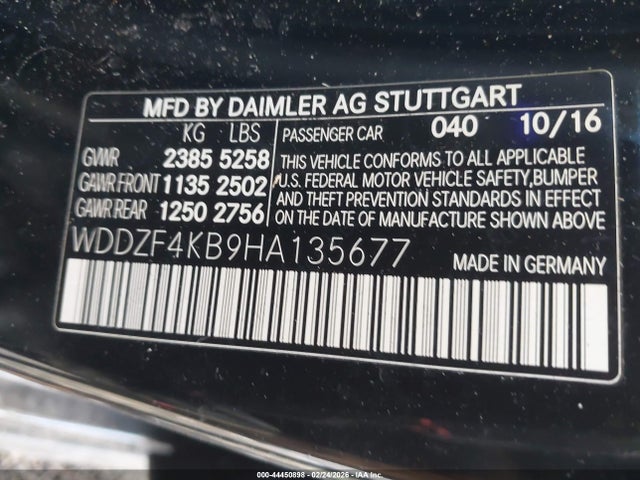 MFD BY DAIMLER AG STUTTGART
KG LBS
GVWR 2385 5258
GAWR FRONT 1135 2502
GAWR REAR 1250 2756
PASSENGER CAR 040 10/16
THIS VEHICLE CONFORMS TO ALL APPLICABLE
U.S. FEDERAL MOTOR VEHICLE SAFETY,BUMPER
AND THEFT PREVENTION STANDARDS IN EFFECT
ON THE DATE OF MANUFACTURE SHOWN ABOVE
WDDZF4KB9HA135677 MADE IN GERMANY
000-44450898 - 02/24/2026 - COPYRIGHT IAA, LLC.